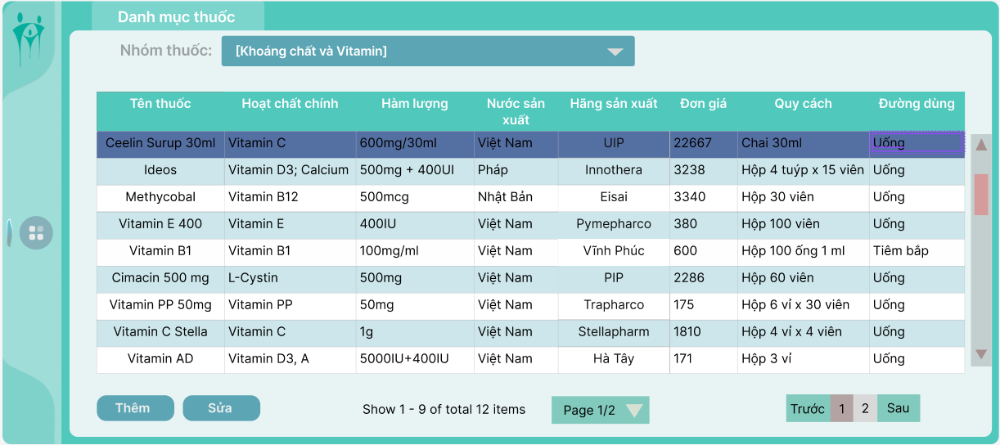 Danh mục thuốc
Nhóm thuốc: [Khoáng chất và Vitamin]
Tên thuốc Hoạt chất chính Hàm lượng Nước sản xuất Hãng sản xuất Đơn giá Quy cách Đường dùng
Ceelin Surup 30ml Vitamin C 600mg/30ml Việt Nam UIP 22667 Chai 30ml Uống
Ideos Vitamin D3; Calcium 500mg + 400UI Pháp Innothera 3238 Hộp 4 tuýp x 15 viên Uống
Methycobal Vitamin B12 500mcg Nhật Bản Eisai 3340 Hộp 30 viên Uống
Vitamin E 400 Vitamin E 400IU Việt Nam Pymepharco 380 Hộp 100 viên Uống
Vitamin B1 Vitamin B1 100mg/ml Việt Nam Vĩnh Phúc 600 Hộp 100 ống 1 ml Tiêm bắp
Cimacin 500 mg L-Cystin 500mg Việt Nam PIP 2286 Hộp 60 viên Uống
Vitamin PP 50mg Vitamin PP 50mg Việt Nam Trapharco 175 Hộp 6 vỉ x 30 viên Uống
Vitamin C Stella Vitamin C 1g Việt Nam Stellapharm 1810 Hộp 4 vỉ x 4 viên Uống
Vitamin AD Vitamin D3, A 5000IU+400IU Việt Nam Hà Tây 171 Hộp 3 vỉ Uống
Thêm Sửa Show 1 - 9 of total 12 items Page 1/2 Trước 1 2 Sau